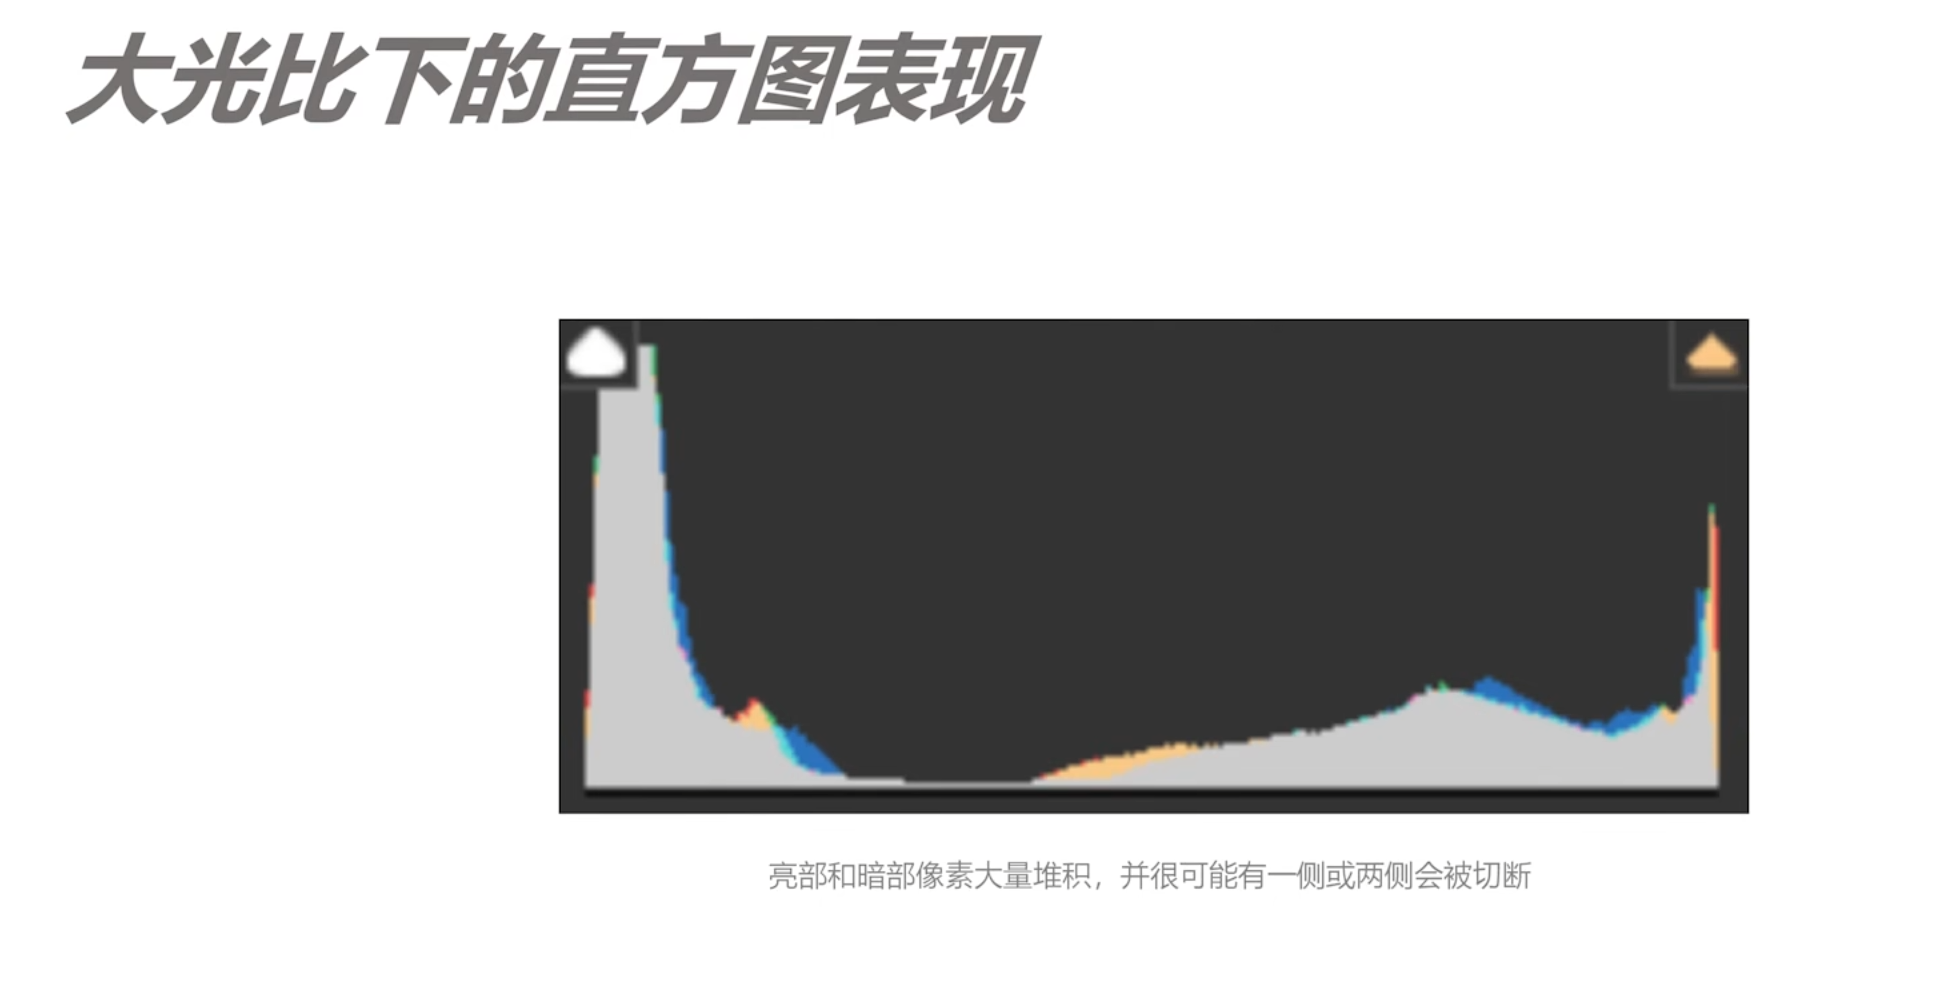 大光比下的直方图表现
亮部和暗部像素大量堆积，并很可能有一侧或两侧会被切断